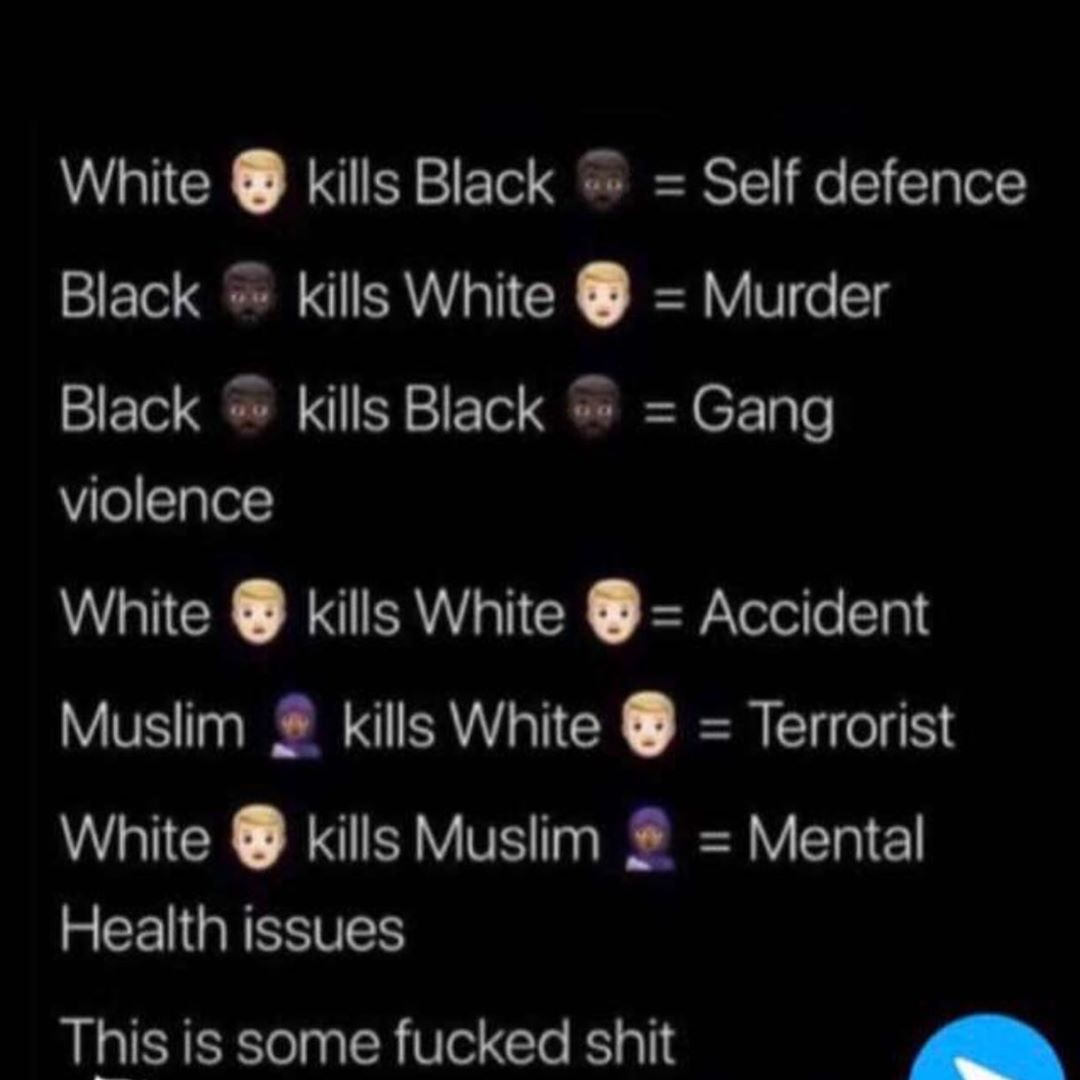 White 👨🏼 kills Black 🧔🏿 = Self defence
Black 🧔🏿 kills White 👨🏼 = Murder
Black 🧔🏿 kills Black 🧔🏿 = Gang
violence
White 👨🏼 kills White 👨🏼= Accident
Muslim 🧕🏾 kills White 👨🏼 = Terrorist
White 👨🏼 kills Muslim 🧕🏾 = Mental
Health issues
This is some fucked shit